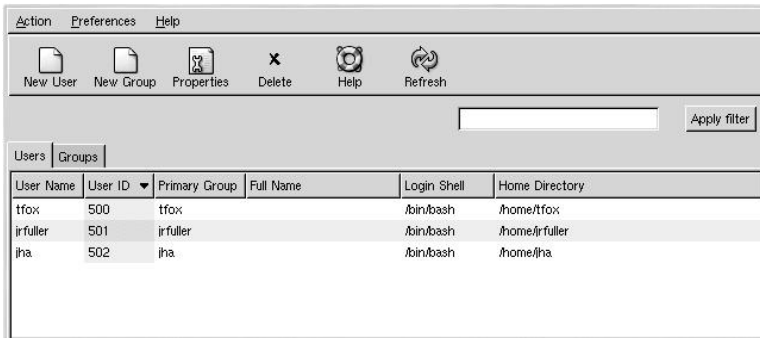 Action Preferences Help
New User New Group Properties Delete Help Refresh
Apply filter
Users Groups
User Name User ID Primary Group Full Name Login Shell Home Directory
tfox 500 tfox /bin/bash /home/tfox
jrfuller 501 jrfuller /bin/bash /home/jrfuller
jha 502 jha /bin/bash /home/jha